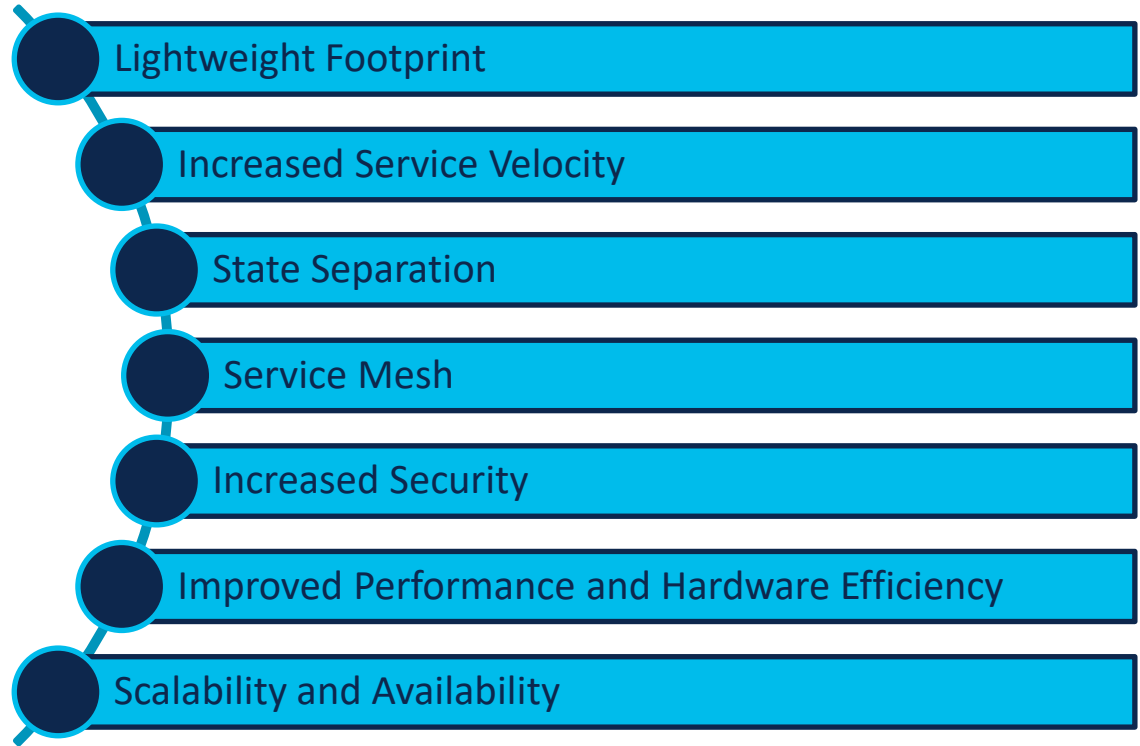 Lightweight Footprint
Increased Service Velocity
State Separation
Service Mesh
Increased Security
Improved Performance and Hardware Efficiency
Scalability and Availability